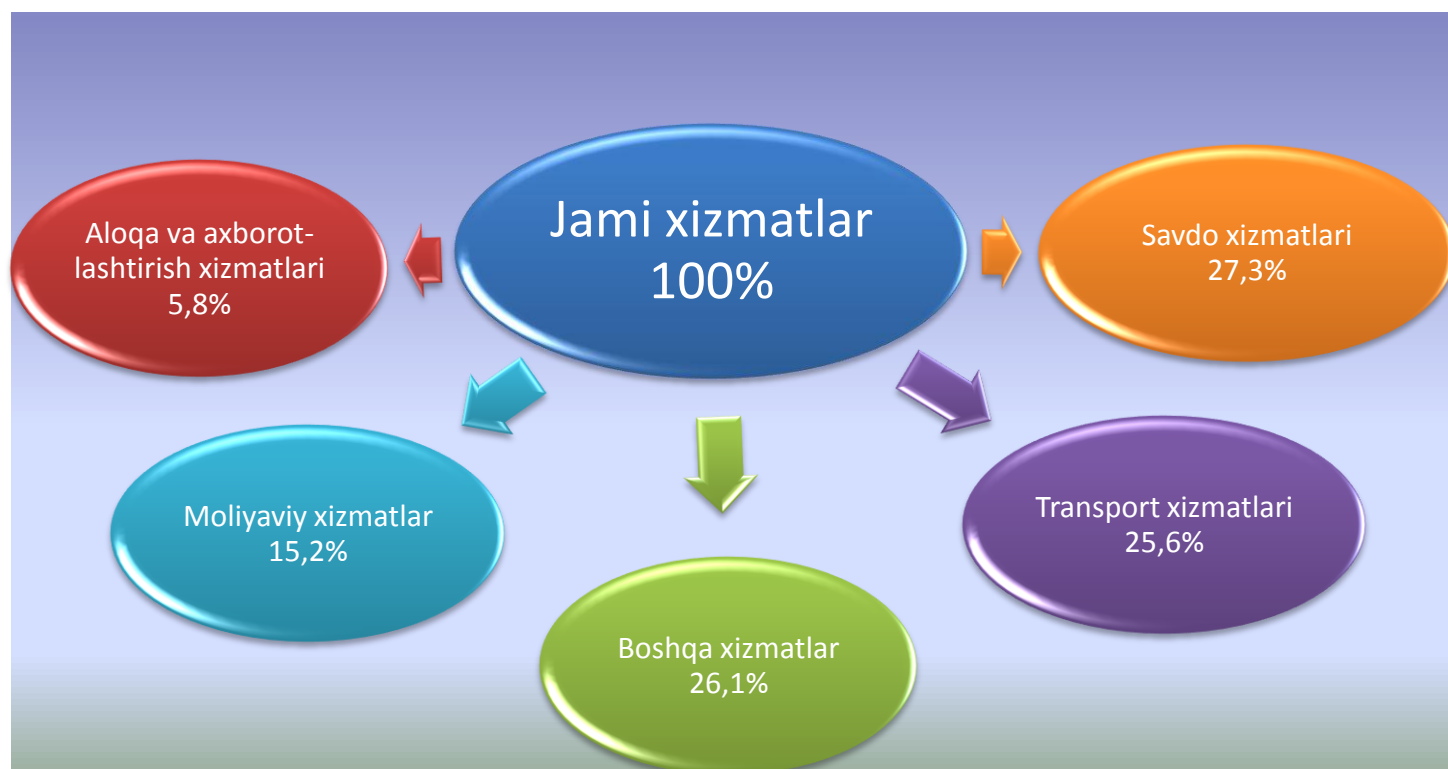 Jami xizmatlar
100%
Aloqa va axborot-
lashtirish xizmatlari
5,8%
Savdo xizmatlari
27,3%
Moliyaviy xizmatlar
15,2%
Transport xizmatlari
25,6%
Boshqa xizmatlar
26,1%